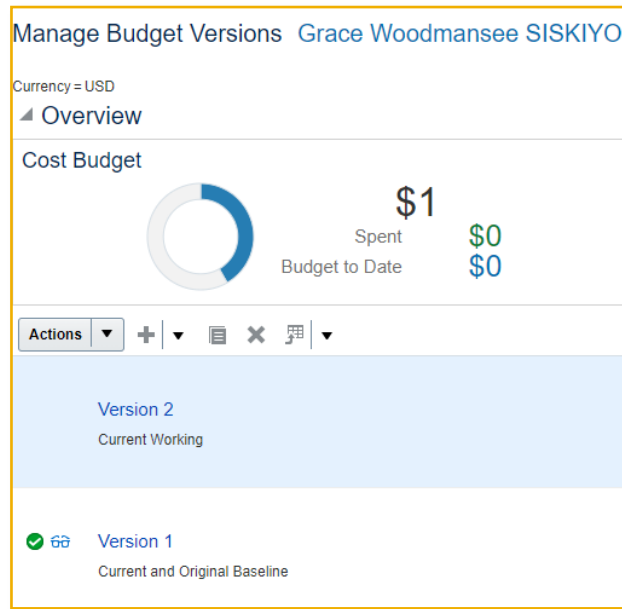 Manage Budget Versions Grace Woodmansee SISKIYO
Currency = USD
Overview
Cost Budget
$1
Spent $0
Budget to Date $0
Actions
Version 2
Current Working
Version 1
Current and Original Baseline